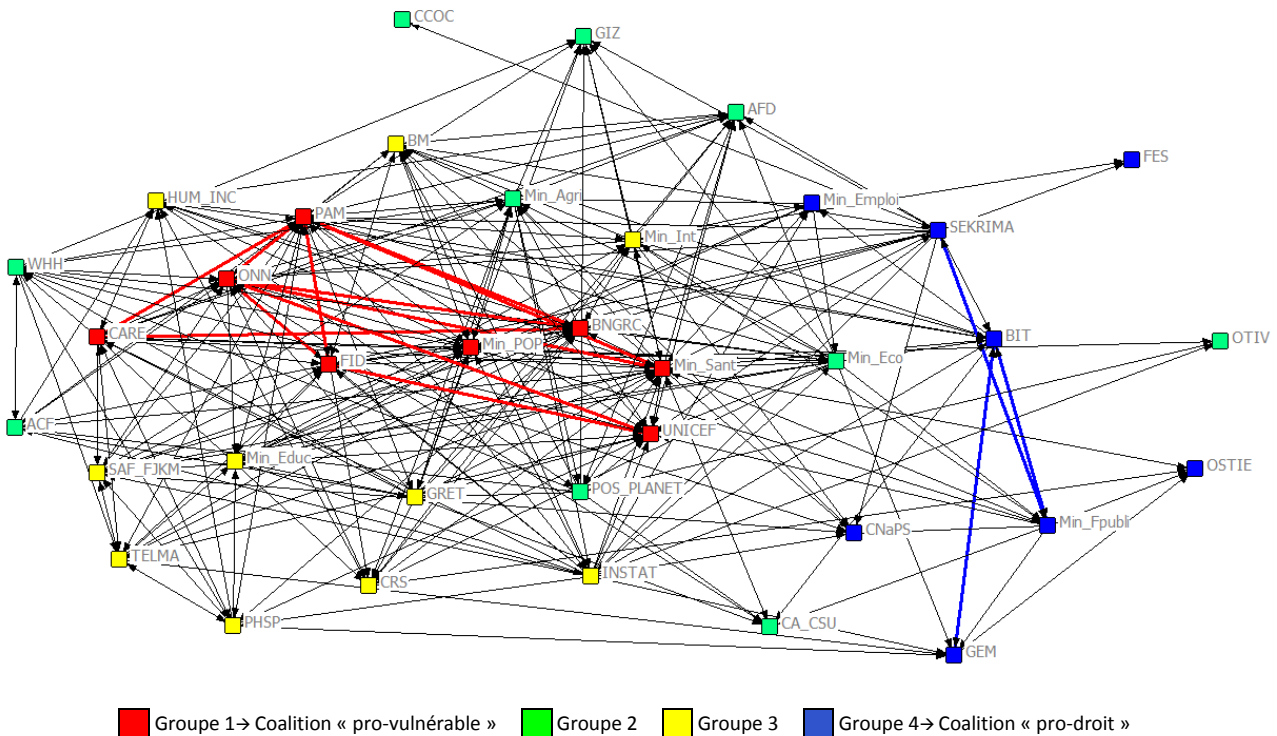 CCOC
GIZ
AFD
BM
FES
HUM_INC
PAM
Min_Agri
Min_Emploi
SEKRIMA
Min_Int
WHH
ONN
CARE
BNGRC
Min_POP
FID
Min_Sant
Min_Eco
BIT
OTIV
ACF
UNICEF
SAF_FJKM
Min_Educ
GRET
POS_PLANET
OSTIE
CNaPS
Min_Fpubli
TELMA
CRS
INSTAT
PHSP
CA_CSU
GEM
Groupe 1→ Coalition « pro-vulnérable » Groupe 2 Groupe 3 Groupe 4→ Coalition « pro-droit »